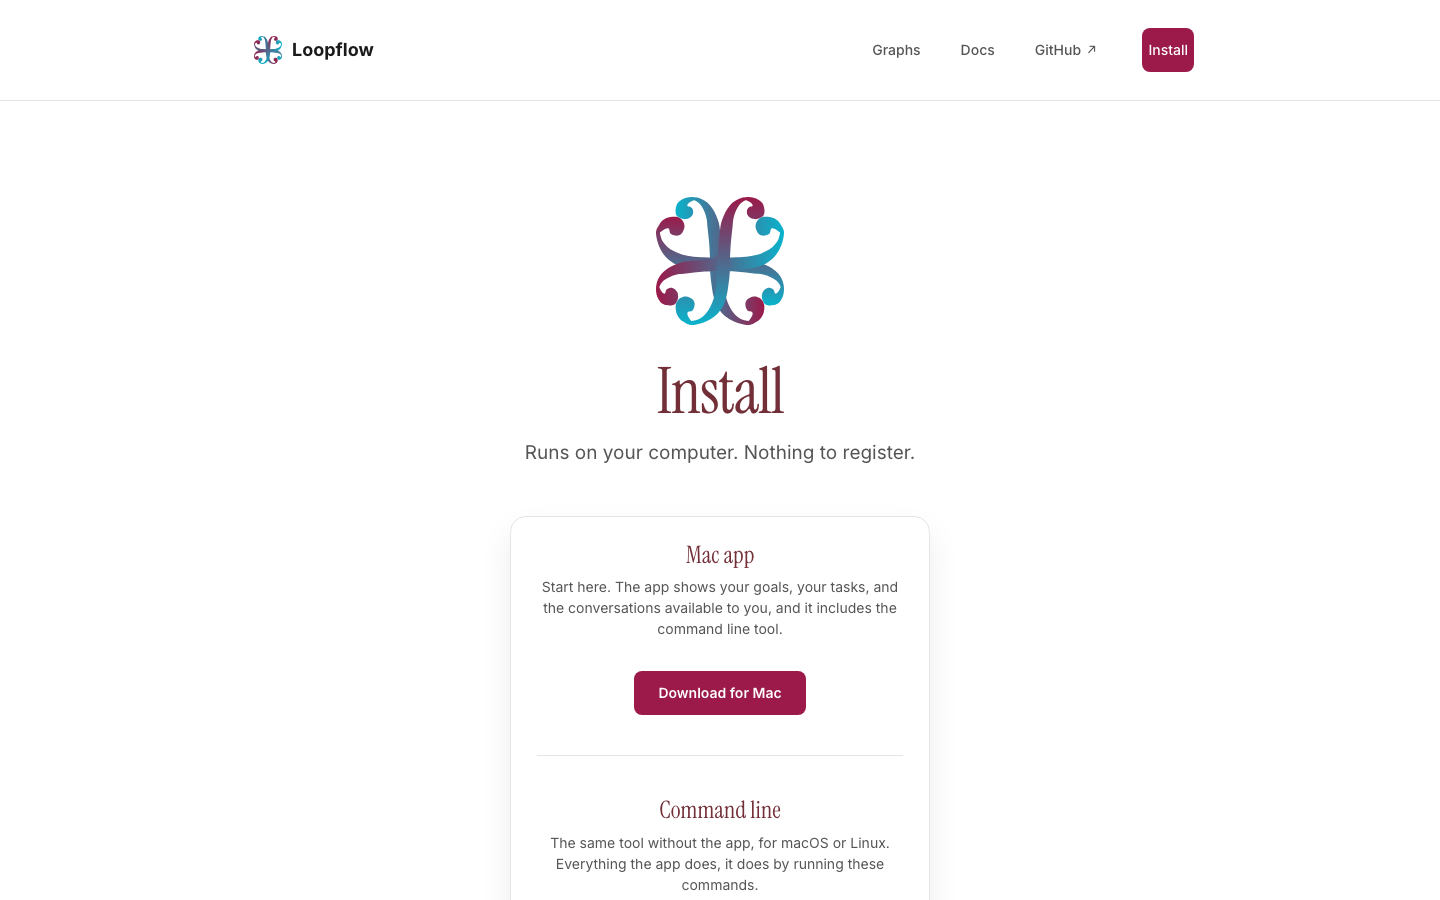 Loopflow
Graphs
Docs
GitHub ↗
Install
Install
Runs on your computer. Nothing to register.
Mac app
Start here. The app shows your goals, your tasks, and
the conversations available to you, and it includes the
command line tool.
Download for Mac
Command line
The same tool without the app, for macOS or Linux.
Everything the app does, it does by running these
commands.